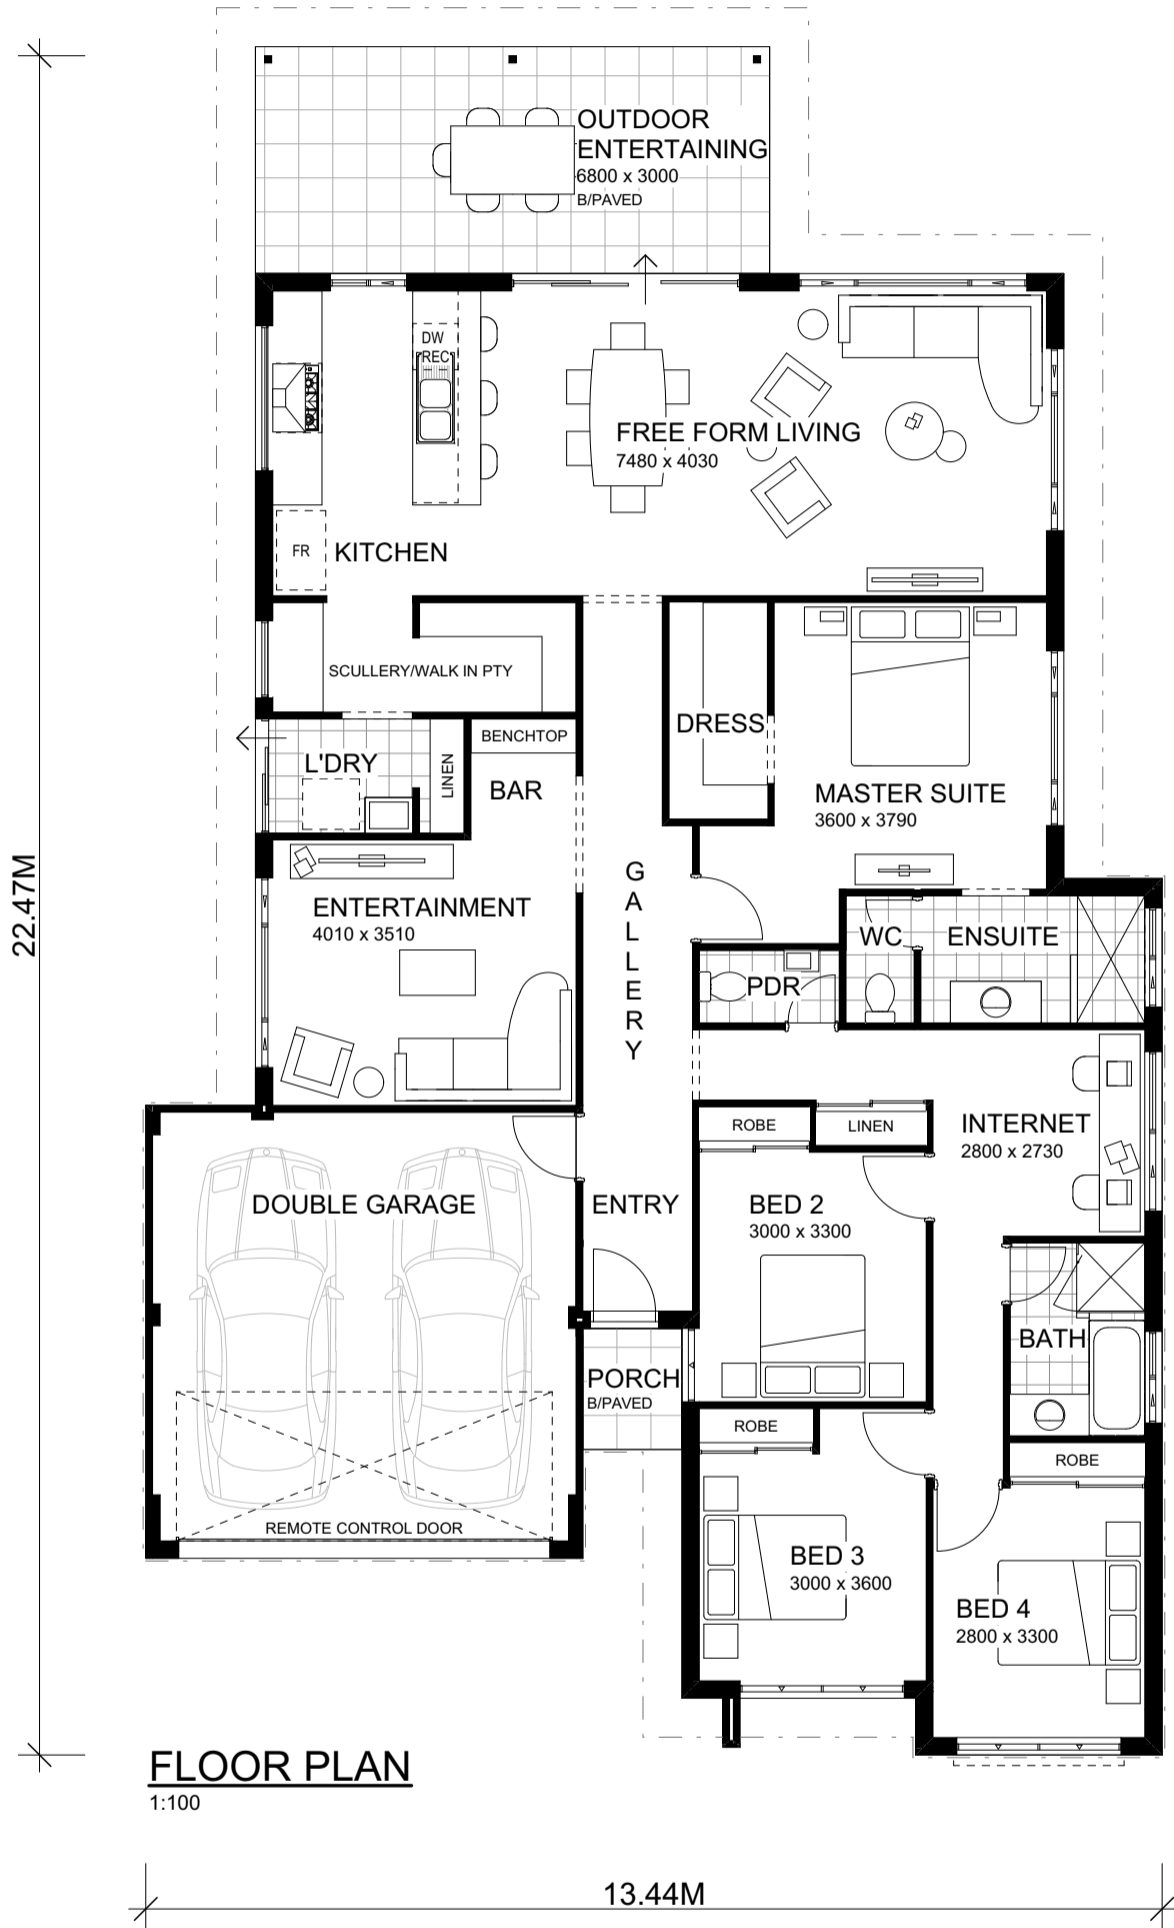 OUTDOOR
ENTERTAINING
6800 x 3000
B/PAVED
DW
REC
FREE FORM LIVING
7480 x 4030
FR
KITCHEN
SCULLERY/WALK IN PTY
DRESS
BENCHTOP
L'DRY
LINEN
BAR
MASTER SUITE
3600 x 3790
22.47M
GALLERY
ENTERTAINMENT
4010 x 3510
WC
ENSUITE
PDR
ROBE
LINEN
INTERNET
2800 x 2730
DOUBLE GARAGE
ENTRY
BED 2
3000 x 3300
BATH
PORCH
B/PAVED
ROBE
ROBE
REMOTE CONTROL DOOR
BED 3
3000 x 3600
BED 4
2800 x 3300
FLOOR PLAN
1:100
13.44M